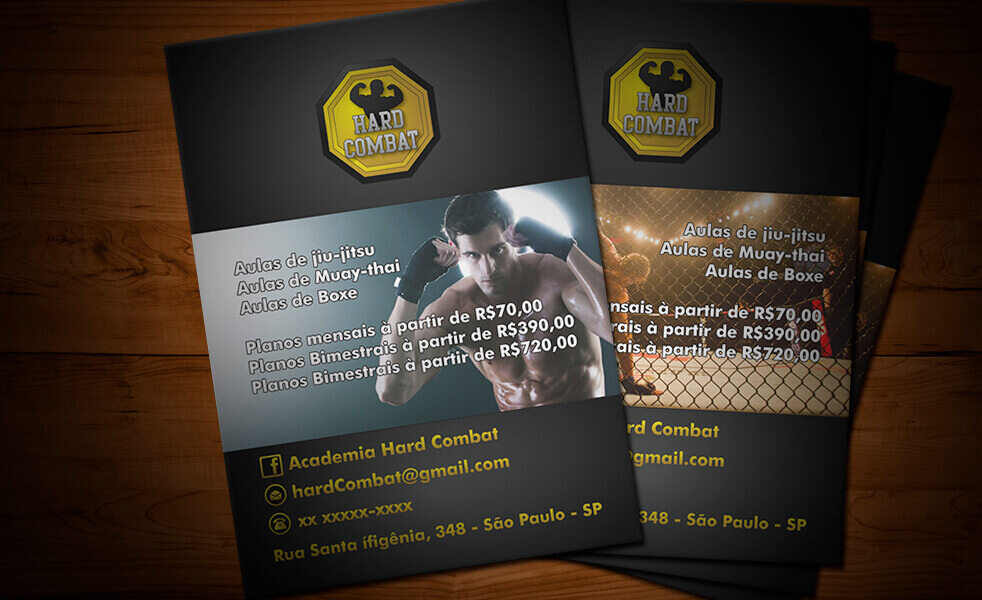 HARD
COMBAT
Aulas de jiu-jitsu
Aulas de Muay-thai
Aulas de Boxe
Planos mensais à partir de R$70,00
Planos Bimestrais à partir de R$390,00
Planos Bimestrais à partir de R$720,00
f Academia Hard Combat
hardCombat@gmail.com
xx xxxxx-xxxx
Rua Santa ífigênia, 348 - São Paulo - SP
HARD
COMBAT
Aulas de jiu-jitsu
Aulas de Muay-thai
Aulas de Boxe
nsais à partir de R$70,00
rais à partir de R$390,00
ais à partir de R$720,00
rd Combat
@gmail.com
348 - São Paulo - SP